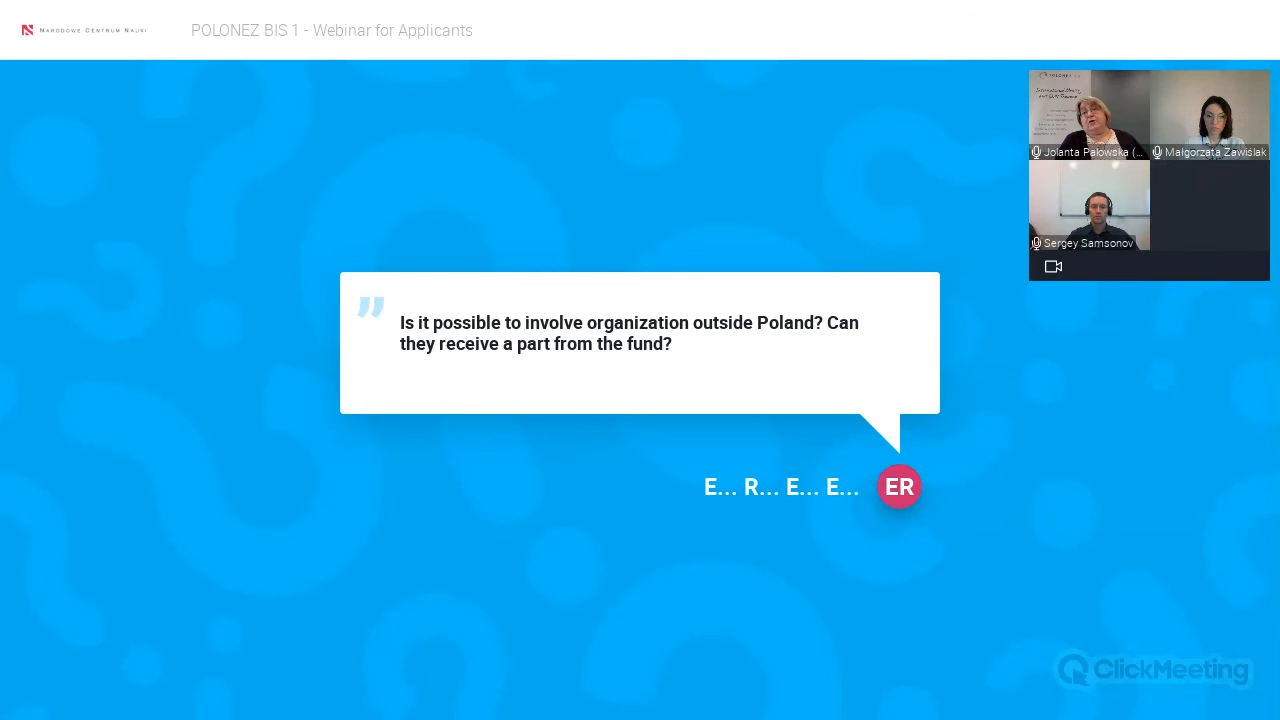 NARODOWE CENTRUM NAUKI
POLONEZ BIS 1 - Webinar for Applicants
Jolanta Palowska (...
Małgorzata Zawiślak
Sergey Samsonov
Is it possible to involve organization outside Poland? Can
they receive a part from the fund?
E... R... E... E...
ER
ClickMeeting